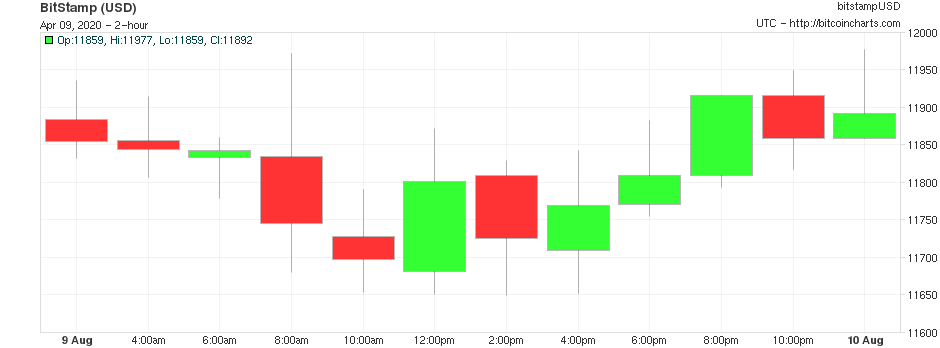 BitStamp (USD)
bitstampUSD
Apr 09, 2020 - 2-hour
UTC - http://bitcoincharts.com
Op:11859, Hi:11977, Lo:11859, Cl:11892
12000
11950
11900
11850
11800
11750
11700
11650
11600
9 Aug 4:00am 6:00am 8:00am 10:00am 12:00pm 2:00pm 4:00pm 6:00pm 8:00pm 10:00pm 10 Aug